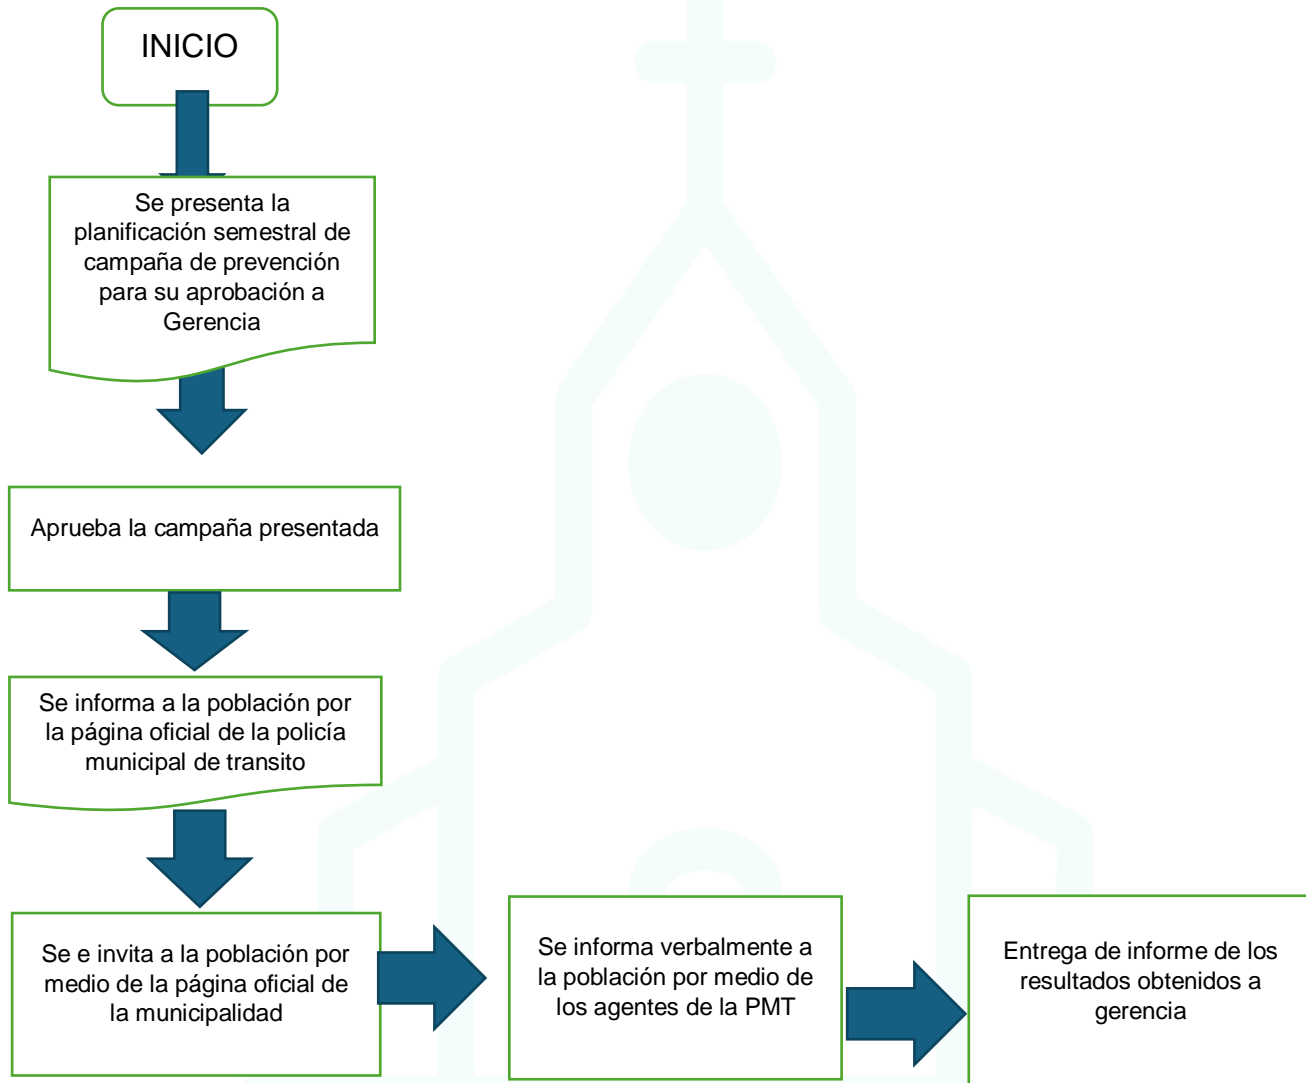 INICIO
Se presenta la
planificación semestral de
campaña de prevención
para su aprobación a
Gerencia
Aprueba la campaña presentada
Se informa a la población por
la página oficial de la policía
municipal de transito
Se e invita a la población por
medio de la página oficial de
la municipalidad
Se informa verbalmente a
la población por medio de
los agentes de la PMT
Entrega de informe de los
resultados obtenidos a
gerencia